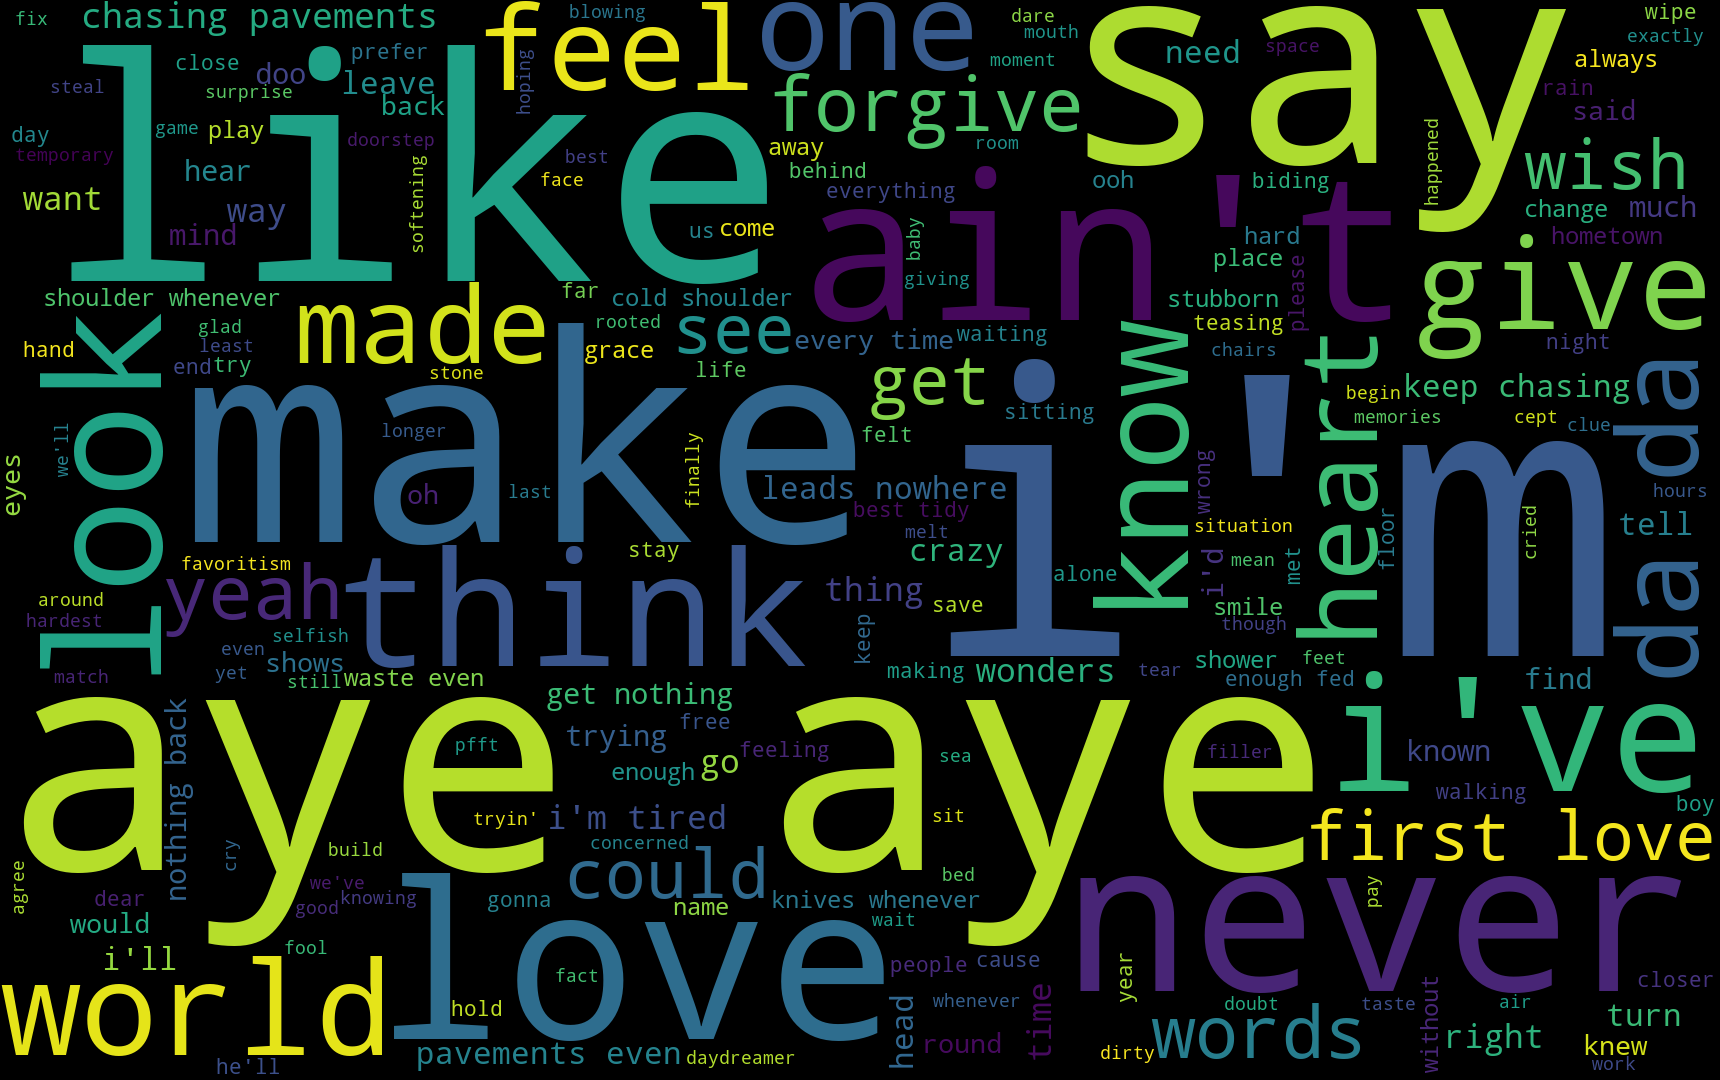 fix
chasing pavements
blowing
feel
one
dare
mouth
say
wipe
exactly
like
close
doo
prefer
leave
back
hoping
moment
need
space
always
steal
surprise
forgive
rain
said
day
game
play
doorstep
best
away
room
happened
temporary
hear
softening
face
behind
everything
ain't
ooh
biding
wish
want
way
mind
us
come
baby
giving
hard
place
please
change
much
hometown
give
shoulder whenever
made
far
cold shoulder
rooted
see
every time
waiting
stubborn
teasing
chairs
night
hand
glad
least
end
try
look
stone
grace
life
get
sitting
know
heart
begin
keep chasing
memories
cept
clue
da da
make
longer
felt
i'm
eyes
we'll
oh
last
finally
leads nowhere
best tidy
melt
wrong
situation
floor
cried
hours
tell
favoritism
yeah
think
stay
crazy
thing
save
alone
i'd
mean
met
smile
though
around
hardest
even
selfish
yet
shows
still
waste even
keep
making
wonders
tear
shower
feet
enough fed
find
match
aye aye
nothing back
get nothing
trying
free
pfft
enough
go
feeling
sea
filler
i've
known
walking
boy
tryin'
i'm tired
sit
first love
cry
build
concerned
could
agree
dear
we've
good
knowing
would
gonna
name
knives whenever
bed
wait
pay
never
i'll
fool
love
fact
people
cause
year
closer
world
hold
head
whenever
time
doubt
taste
air
without
turn
he'll
pavements even
daydreamer
round
dirty
words
right
knew
work